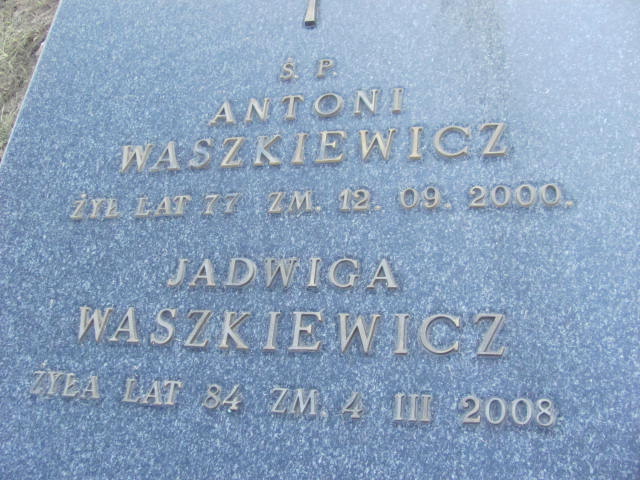 Ś. P.
ANTONI
WASZKIEWICZ
ŻYŁ LAT 77 ZM. 12. 09. 2000.
JADWIGA
WASZKIEWICZ
ŻYŁA LAT 84 ZM. 4 III 2008